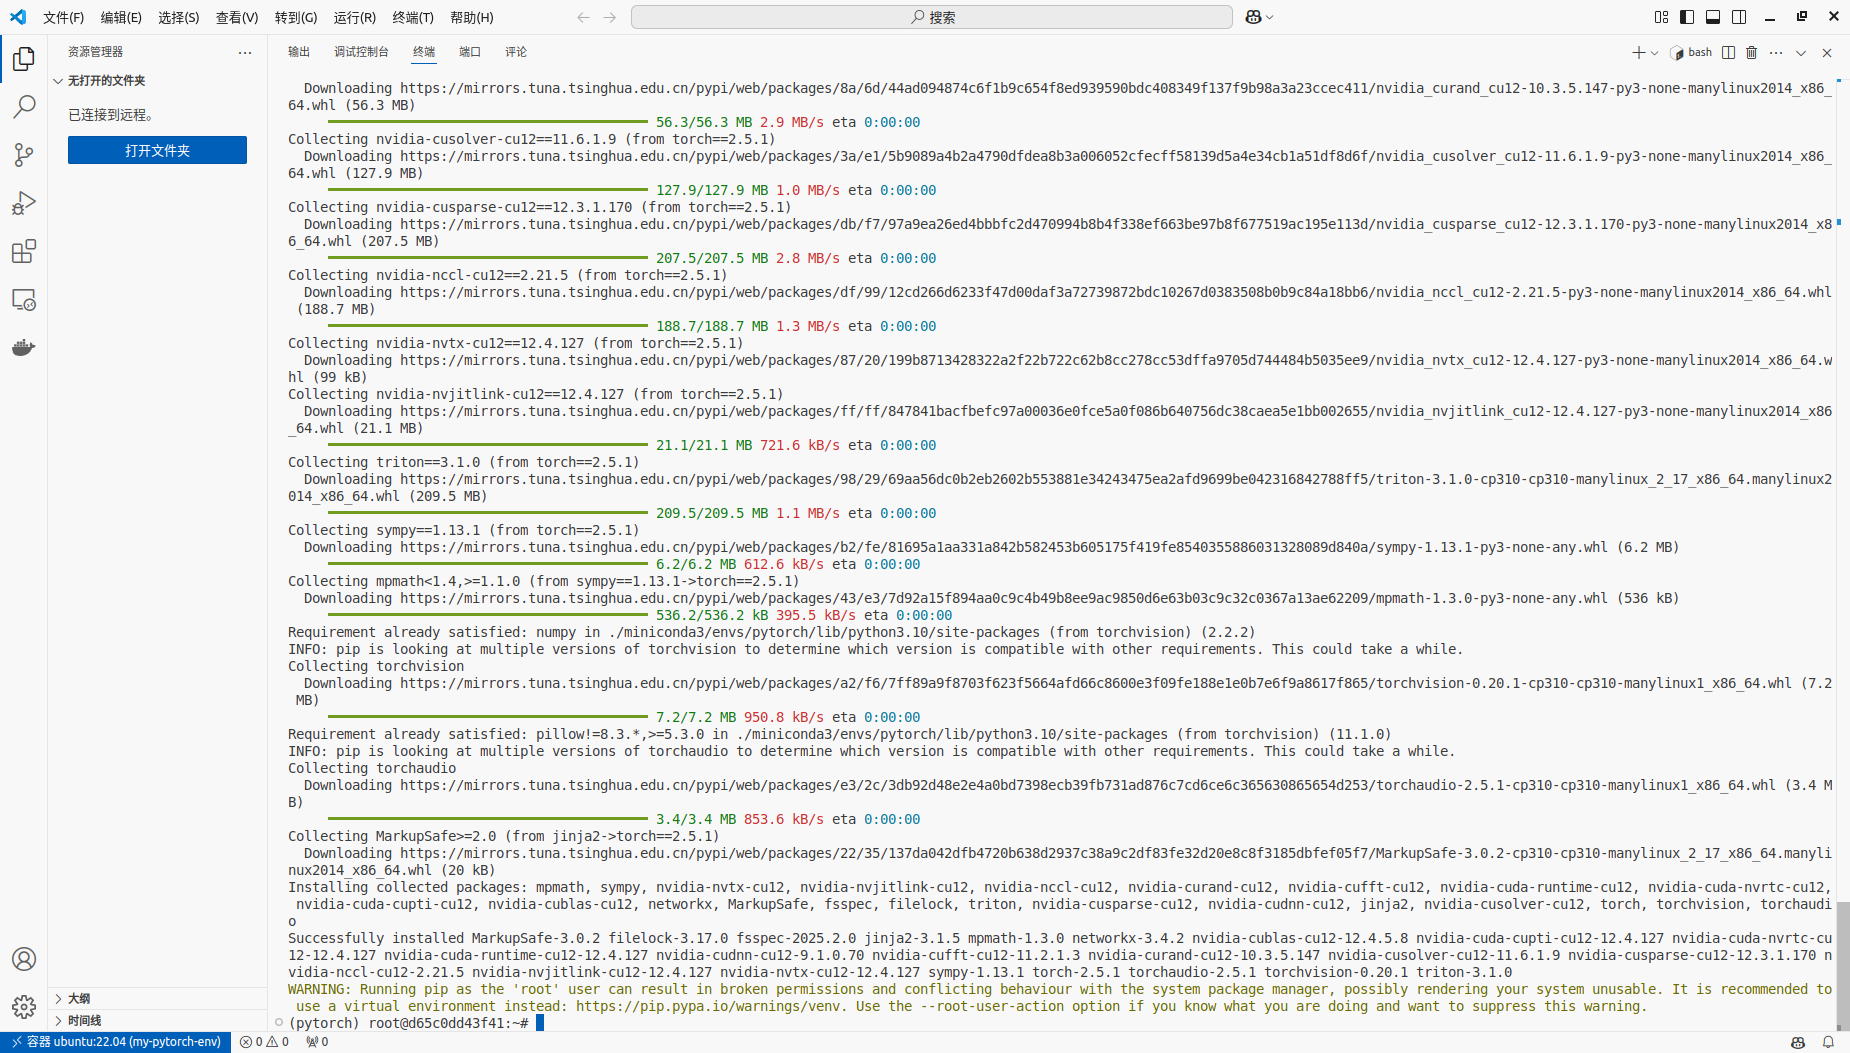 文件(F) 编辑(E) 选择(S) 查看(V) 转到(G) 运行(R) 终端(T) 帮助(H) 搜索
资源管理器
无打开的文件夹
已连接到远程。
打开文件夹
大纲
时间线
输出 调试控制台 终端 端口 评论 bash
Downloading https://mirrors.tuna.tsinghua.edu.cn/pypi/web/packages/8a/6d/44ad094874c6f1b9c654f8ed939590bdc408349f137f9b98a3a23ccec411/nvidia_curand_cu12-10.3.5.147-py3-none-manylinux2014_x86_
64.whl (56.3 MB)
56.3/56.3 MB 2.9 MB/s eta 0:00:00
Collecting nvidia-cusolver-cu12==11.6.1.9 (from torch==2.5.1)
Downloading https://mirrors.tuna.tsinghua.edu.cn/pypi/web/packages/3a/e1/5b9089a4b2a4790dfdea8b3a006052cfecff58139d5a4e34cb1a51df8d6f/nvidia_cusolver_cu12-11.6.1.9-py3-none-manylinux2014_x86_
64.whl (127.9 MB)
127.9/127.9 MB 1.0 MB/s eta 0:00:00
Collecting nvidia-cusparse-cu12==12.3.1.170 (from torch==2.5.1)
Downloading https://mirrors.tuna.tsinghua.edu.cn/pypi/web/packages/db/f7/97a9ea26ed4bbbfc2d470994b8b4f338ef663be97b8f677519ac195e113d/nvidia_cusparse_cu12-12.3.1.170-py3-none-manylinux2014_x8
6_64.whl (207.5 MB)
207.5/207.5 MB 2.8 MB/s eta 0:00:00
Collecting nvidia-nccl-cu12==2.21.5 (from torch==2.5.1)
Downloading https://mirrors.tuna.tsinghua.edu.cn/pypi/web/packages/df/99/12cd266d6233f47d00daf3a72739872bdc10267d0383508b0b9c84a18bb6/nvidia_nccl_cu12-2.21.5-py3-none-manylinux2014_x86_64.whl
(188.7 MB)
188.7/188.7 MB 1.3 MB/s eta 0:00:00
Collecting nvidia-nvtx-cu12==12.4.127 (from torch==2.5.1)
Downloading https://mirrors.tuna.tsinghua.edu.cn/pypi/web/packages/87/20/199b8713428322a2f22b722c62b8cc278cc53dffa9705d744484b5035ee9/nvidia_nvtx_cu12-12.4.127-py3-none-manylinux2014_x86_64.w
hl (99 kB)
Collecting nvidia-nvjitlink-cu12==12.4.127 (from torch==2.5.1)
Downloading https://mirrors.tuna.tsinghua.edu.cn/pypi/web/packages/ff/ff/847841bacfbefc97a00036e0fce5a0f086b640756dc38caea5e1bb002655/nvidia_nvjitlink_cu12-12.4.127-py3-none-manylinux2014_x86
_64.whl (21.1 MB)
21.1/21.1 MB 721.6 kB/s eta 0:00:00
Collecting triton==3.1.0 (from torch==2.5.1)
Downloading https://mirrors.tuna.tsinghua.edu.cn/pypi/web/packages/98/29/69aa56dc0b2eb2602b553881e34243475ea2afd9699be042316842788ff5/triton-3.1.0-cp310-cp310-manylinux_2_17_x86_64.manylinux2
014_x86_64.whl (209.5 MB)
209.5/209.5 MB 1.1 MB/s eta 0:00:00
Collecting sympy==1.13.1 (from torch==2.5.1)
Downloading https://mirrors.tuna.tsinghua.edu.cn/pypi/web/packages/b2/fe/81695a1aa331a842b582453b605175f419fe8540355886031328089d840a/sympy-1.13.1-py3-none-any.whl (6.2 MB)
6.2/6.2 MB 612.6 kB/s eta 0:00:00
Collecting mpmath<1.4,>=1.1.0 (from sympy==1.13.1->torch==2.5.1)
Downloading https://mirrors.tuna.tsinghua.edu.cn/pypi/web/packages/43/e3/7d92a15f894aa0c9c4b49b8ee9ac9850d6e63b03c9c32c0367a13ae62209/mpmath-1.3.0-py3-none-any.whl (536 kB)
536.2/536.2 kB 395.5 kB/s eta 0:00:00
Requirement already satisfied: numpy in ./miniconda3/envs/pytorch/lib/python3.10/site-packages (from torchvision) (2.2.2)
INFO: pip is looking at multiple versions of torchvision to determine which version is compatible with other requirements. This could take a while.
Collecting torchvision
Downloading https://mirrors.tuna.tsinghua.edu.cn/pypi/web/packages/a2/f6/7ff89a9f8703f623f5664afd66c8600e3f09fe188e1e0b7e6f9a8617f865/torchvision-0.20.1-cp310-cp310-manylinux1_x86_64.whl (7.2
MB)
7.2/7.2 MB 950.8 kB/s eta 0:00:00
Requirement already satisfied: pillow!=8.3.*,>=5.3.0 in ./miniconda3/envs/pytorch/lib/python3.10/site-packages (from torchvision) (11.1.0)
INFO: pip is looking at multiple versions of torchaudio to determine which version is compatible with other requirements. This could take a while.
Collecting torchaudio
Downloading https://mirrors.tuna.tsinghua.edu.cn/pypi/web/packages/e3/2c/3db92d48e2e4a0bd7398ecb39fb731ad876c7cd6ce6c365630865654d253/torchaudio-2.5.1-cp310-cp310-manylinux1_x86_64.whl (3.4 M
B)
3.4/3.4 MB 853.6 kB/s eta 0:00:00
Collecting MarkupSafe>=2.0 (from jinja2->torch==2.5.1)
Downloading https://mirrors.tuna.tsinghua.edu.cn/pypi/web/packages/22/35/137da042dfb4720b638d2937c38a9c2df83fe32d20e8c8f3185dbfef05f7/MarkupSafe-3.0.2-cp310-cp310-manylinux_2_17_x86_64.manyli
nux2014_x86_64.whl (20 kB)
Installing collected packages: mpmath, sympy, nvidia-nvtx-cu12, nvidia-nvjitlink-cu12, nvidia-nccl-cu12, nvidia-curand-cu12, nvidia-cufft-cu12, nvidia-cuda-runtime-cu12, nvidia-cuda-nvrtc-cu12,
nvidia-cuda-cupti-cu12, nvidia-cublas-cu12, networkx, MarkupSafe, fsspec, filelock, triton, nvidia-cusparse-cu12, nvidia-cudnn-cu12, jinja2, nvidia-cusolver-cu12, torch, torchvision, torchaudi
o
Successfully installed MarkupSafe-3.0.2 filelock-3.17.0 fsspec-2025.2.0 jinja2-3.1.5 mpmath-1.3.0 networkx-3.4.2 nvidia-cublas-cu12-12.4.5.8 nvidia-cuda-cupti-cu12-12.4.127 nvidia-cuda-nvrtc-cu
12-12.4.127 nvidia-cuda-runtime-cu12-12.4.127 nvidia-cudnn-cu12-9.1.0.70 nvidia-cufft-cu12-11.2.1.3 nvidia-curand-cu12-10.3.5.147 nvidia-cusolver-cu12-11.6.1.9 nvidia-cusparse-cu12-12.3.1.170 n
vidia-nccl-cu12-2.21.5 nvidia-nvjitlink-cu12-12.4.127 nvidia-nvtx-cu12-12.4.127 sympy-1.13.1 torch-2.5.1 torchaudio-2.5.1 torchvision-0.20.1 triton-3.1.0
WARNING: Running pip as the 'root' user can result in broken permissions and conflicting behaviour with the system package manager, possibly rendering your system unusable. It is recommended to
use a virtual environment instead: https://pip.pypa.io/warnings/venv. Use the --root-user-action option if you know what you are doing and want to suppress this warning.
(pytorch) root@d65c0dd43f41:~#
容器 ubuntu:22.04 (my-pytorch-env) 0 0 0